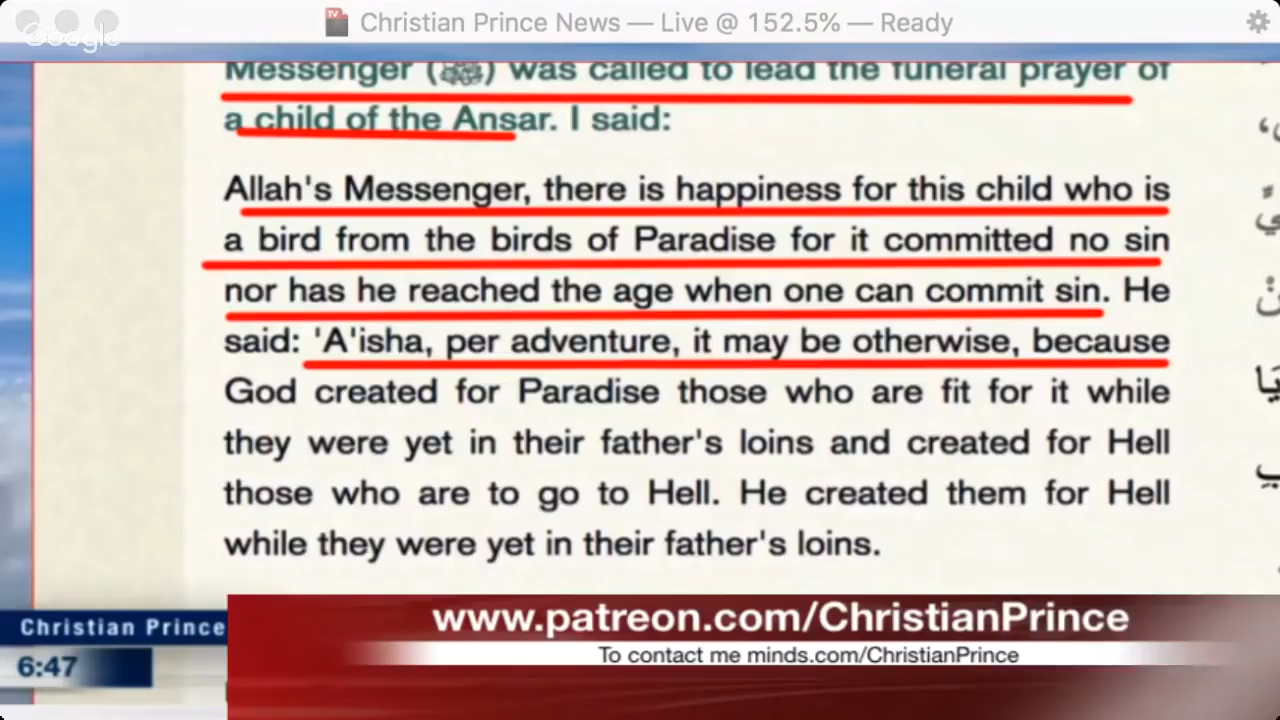 Christian Prince News — Live @ 152.5% — Ready
Google
Messenger (ﷺ) was called to lead the funeral prayer of
a child of the Ansar. I said:
Allah's Messenger, there is happiness for this child who is
a bird from the birds of Paradise for it committed no sin
nor has he reached the age when one can commit sin. He
said: 'A'isha, per adventure, it may be otherwise, because
God created for Paradise those who are fit for it while
they were yet in their father's loins and created for Hell
those who are to go to Hell. He created them for Hell
while they were yet in their father's loins.
www.patreon.com/ChristianPrince
Christian Prince
To contact me minds.com/ChristianPrince
6:47